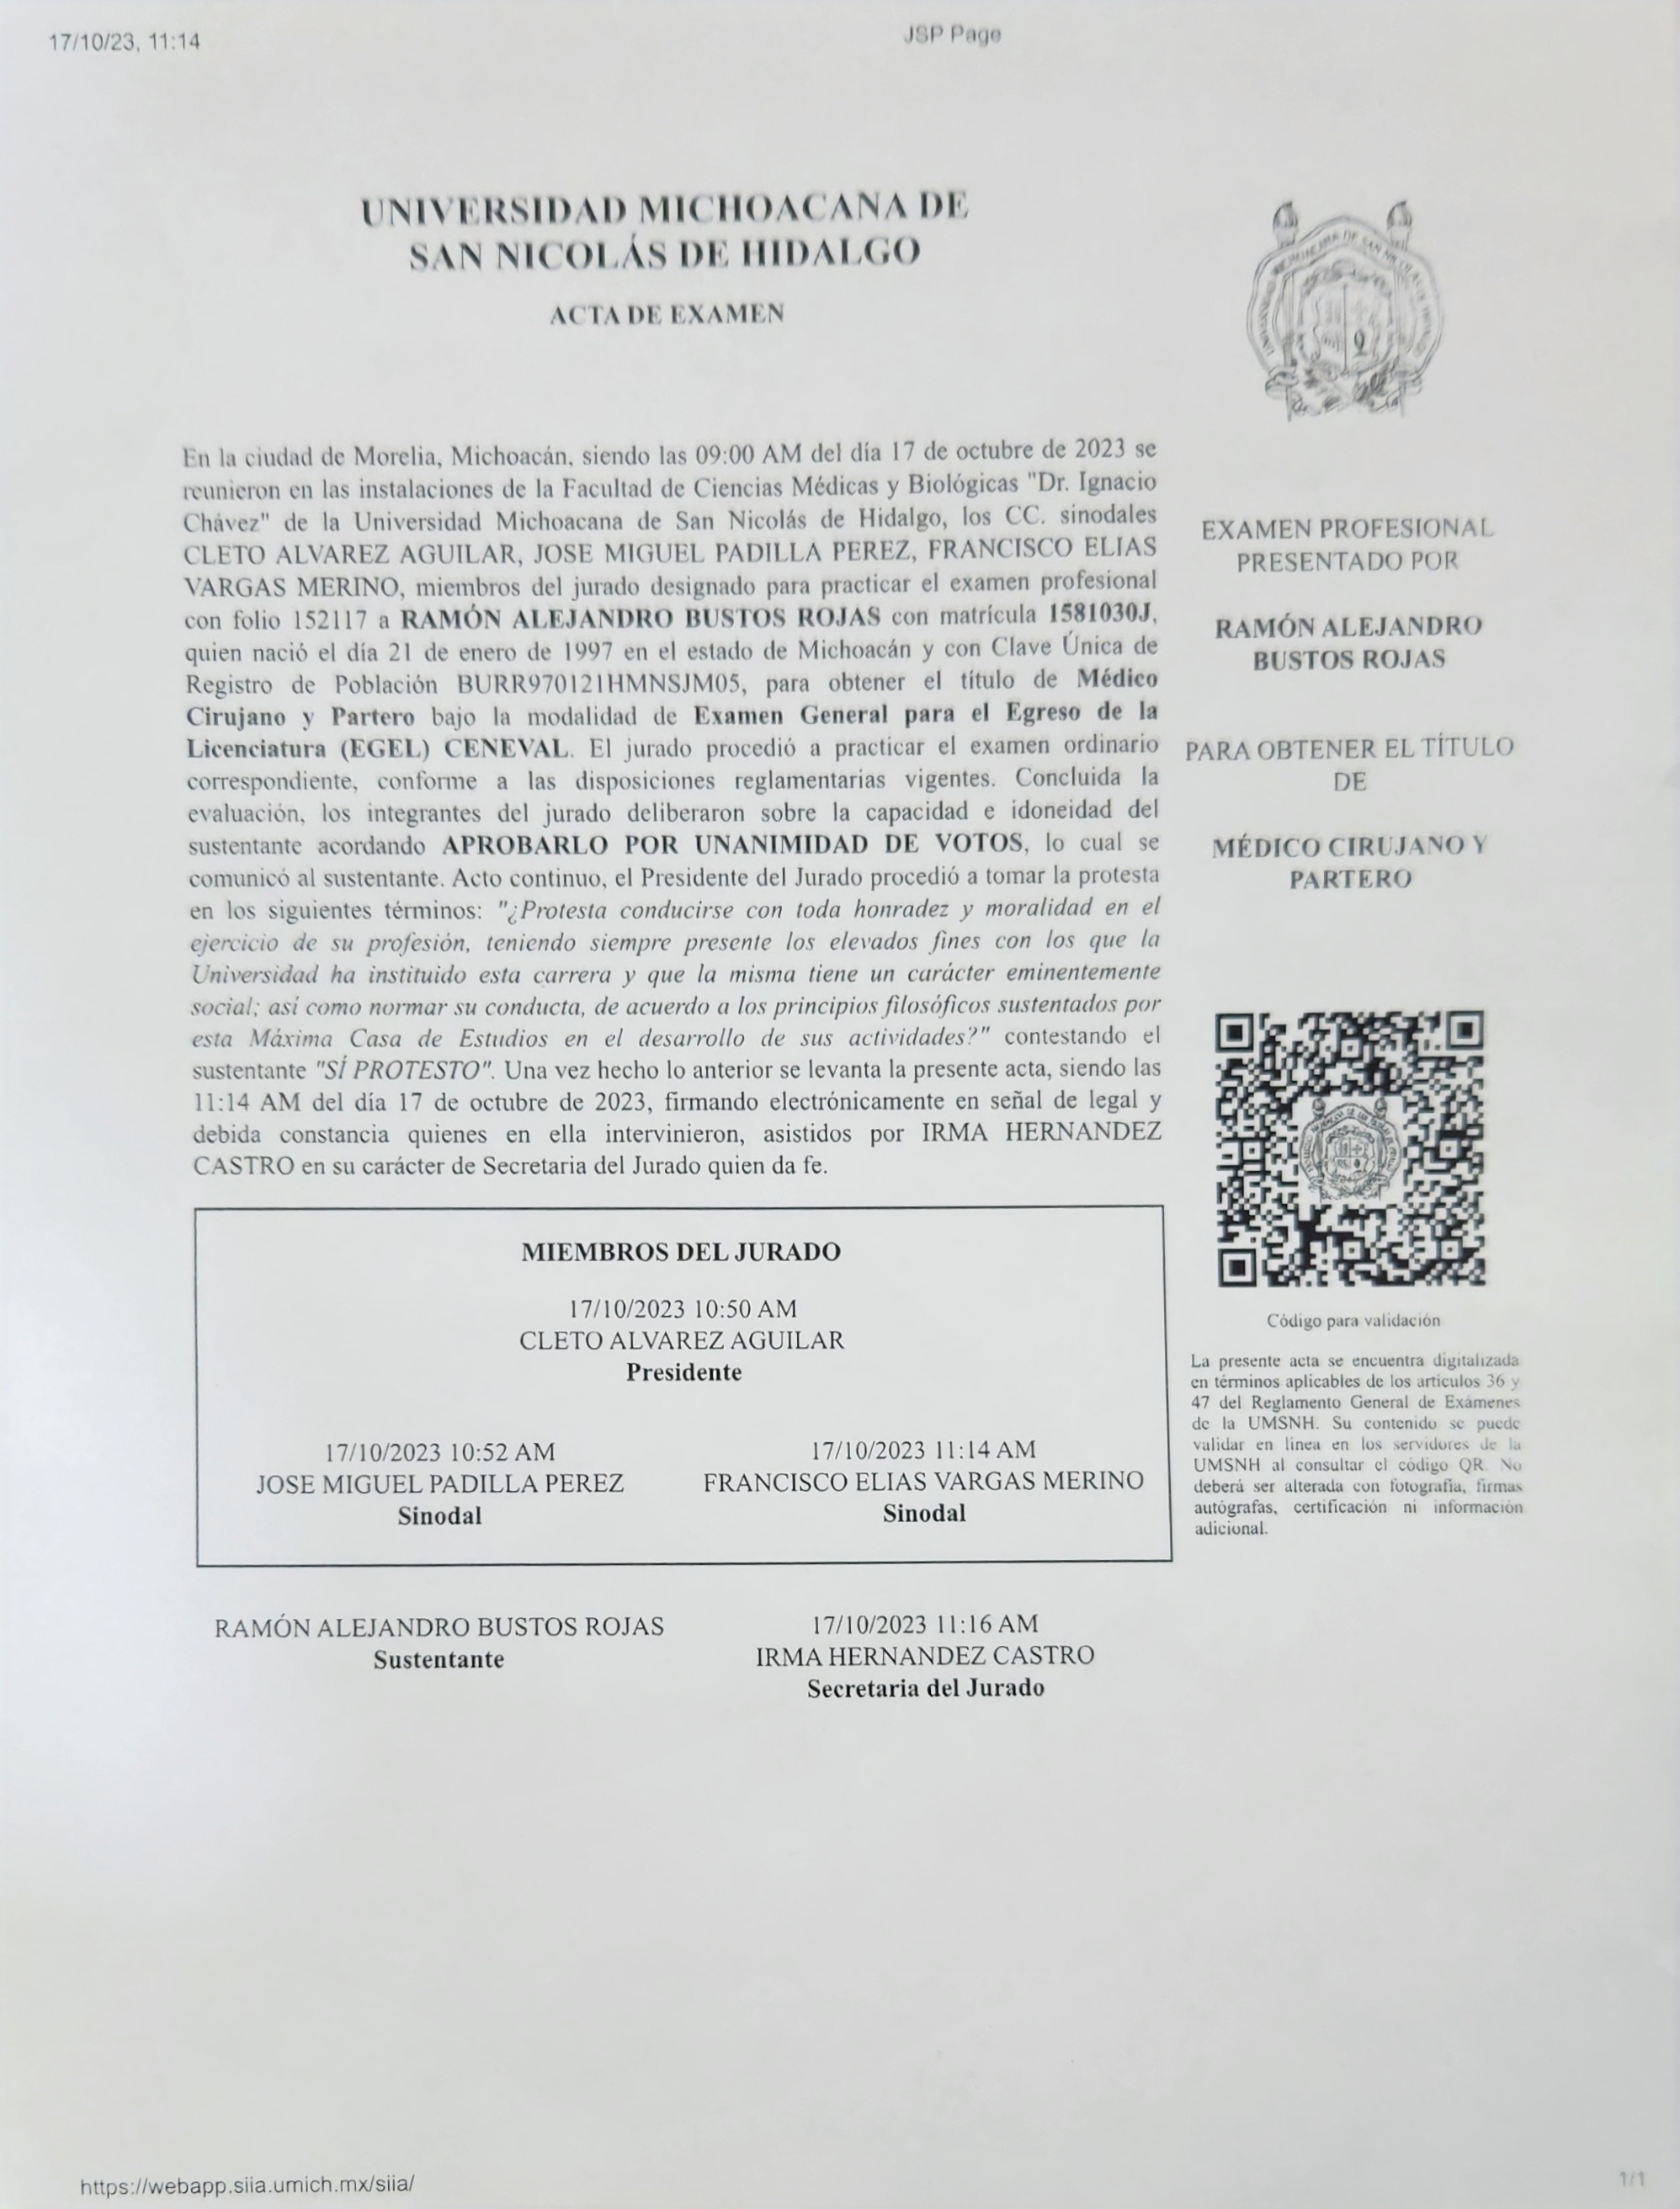 17/10/23, 11:14
JSP Page
UNIVERSIDAD MICHOACANA DE
SAN NICOLÁS DE HIDALGO
ACTA DE EXAMEN
En la ciudad de Morelia, Michoacán, siendo las 09:00 AM del día 17 de octubre de 2023 se
reunieron en las instalaciones de la Facultad de Ciencias Médicas y Biológicas "Dr. Ignacio
Chávez" de la Universidad Michoacana de San Nicolás de Hidalgo, los CC. sinodales
CLETO ALVAREZ AGUILAR, JOSE MIGUEL PADILLA PEREZ, FRANCISCO ELIAS
VARGAS MERINO, miembros del jurado designado para practicar el examen profesional
con folio 152117 a RAMÓN ALEJANDRO BUSTOS ROJAS con matrícula 1581030J,
quien nació el día 21 de enero de 1997 en el estado de Michoacán y con Clave Única de
Registro de Población BURR970121HMNSJM05, para obtener el título de Médico
Cirujano y Partero bajo la modalidad de Examen General para el Egreso de la
Licenciatura (EGEL) CENEVAL. El jurado procedió a practicar el examen ordinario
correspondiente, conforme a las disposiciones reglamentarias vigentes. Concluida la
evaluación, los integrantes del jurado deliberaron sobre la capacidad e idoneidad del
sustentante acordando APROBARLO POR UNANIMIDAD DE VOTOS, lo cual se
comunicó al sustentante. Acto continuo, el Presidente del Jurado procedió a tomar la protesta
en los siguientes términos: "¿Protesta conducirse con toda honradez y moralidad en el
ejercicio de su profesión, teniendo siempre presente los elevados fines con los que la
Universidad ha instituido esta carrera y que la misma tiene un carácter eminentemente
social; así como normar su conducta, de acuerdo a los principios filosóficos sustentados por
esta Máxima Casa de Estudios en el desarrollo de sus actividades?" contestando el
sustentante "SÍ PROTESTO". Una vez hecho lo anterior se levanta la presente acta, siendo las
11:14 AM del día 17 de octubre de 2023, firmando electrónicamente en señal de legal y
debida constancia quienes en ella intervinieron, asistidos por IRMA HERNANDEZ
CASTRO en su carácter de Secretaria del Jurado quien da fe.
MIEMBROS DEL JURADO
17/10/2023 10:50 AM
CLETO ALVAREZ AGUILAR
Presidente
17/10/2023 10:52 AM
JOSE MIGUEL PADILLA PEREZ
Sinodal
17/10/2023 11:14 AM
FRANCISCO ELIAS VARGAS MERINO
Sinodal
RAMÓN ALEJANDRO BUSTOS ROJAS
Sustentante
17/10/2023 11:16 AM
IRMA HERNANDEZ CASTRO
Secretaria del Jurado
EXAMEN PROFESIONAL
PRESENTADO POR
RAMÓN ALEJANDRO
BUSTOS ROJAS
PARA OBTENER EL TÍTULO
DE
MÉDICO CIRUJANO Y
PARTERO
Código para validación
La presente acta se encuentra digitalizada
en términos aplicables de los artículos 36 y
47 del Reglamento General de Exámenes
de la UMSNH. Su contenido se puede
validar en línea en los servidores de la
UMSNH al consultar el código QR. No
deberá ser alterada con fotografía, firmas
autógrafas, certificación ni información
adicional.
https://webapp.siia.umich.mx/siia/
1/1